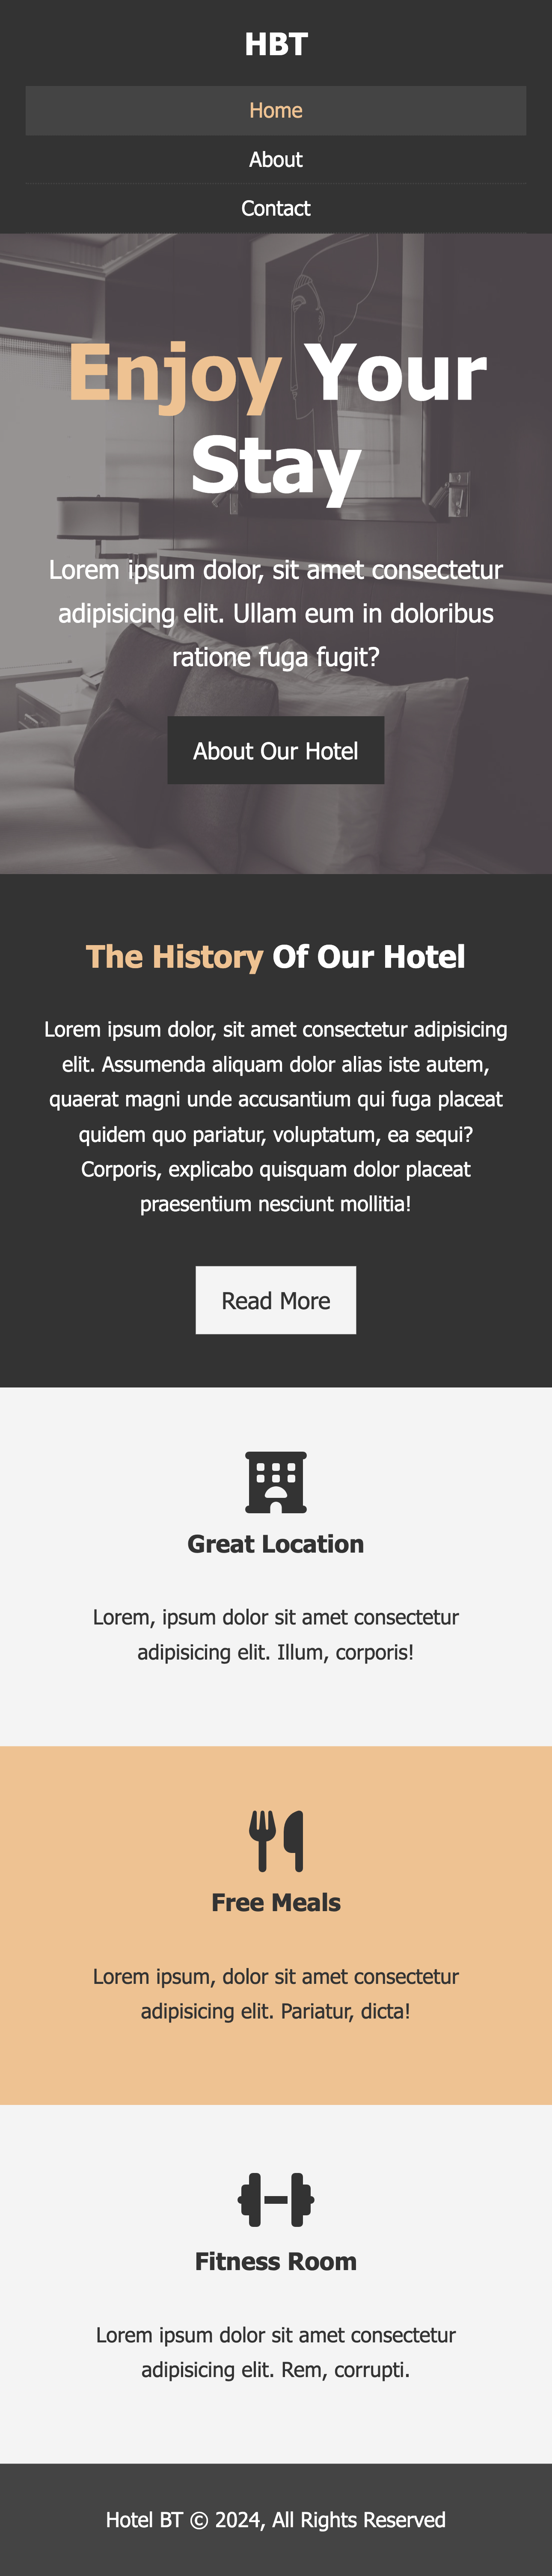 HBT
Home
About
Contact
Enjoy Your
Stay
Lorem ipsum dolor, sit amet consectetur
adipisicing elit. Ullam eum in doloribus
ratione fuga fugit?
About Our Hotel
The History Of Our Hotel
Lorem ipsum dolor, sit amet consectetur adipisicing
elit. Assumenda aliquam dolor alias iste autem,
quaerat magni unde accusantium qui fuga placeat
quidem quo pariatur, voluptatum, ea sequi?
Corporis, explicabo quisquam dolor placeat
praesentium nesciunt mollitia!
Read More
Great Location
Lorem, ipsum dolor sit amet consectetur
adipisicing elit. Illum, corporis!
Free Meals
Lorem ipsum, dolor sit amet consectetur
adipisicing elit. Pariatur, dicta!
Fitness Room
Lorem ipsum dolor sit amet consectetur
adipisicing elit. Rem, corrupti.
Hotel BT © 2024, All Rights Reserved